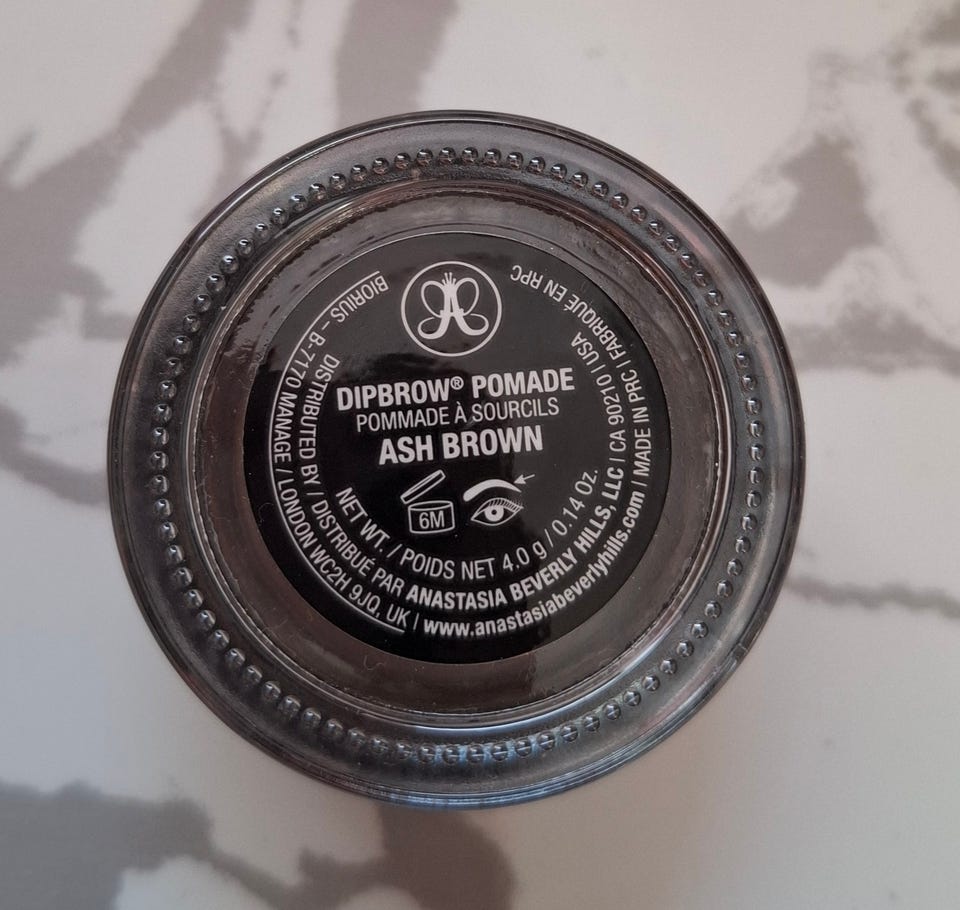 DIPBROW® POMADE
POMMADE À SOURCILS
ASH BROWN
6M
NET WT. / POIDS NET 4.0 g / 0.14 Oz.
DISTRIBUTED BY / DISTRIBUÉ PAR ANASTASIA BEVERLY HILLS, LLC | CA 90210 | USA
BIORIUS – B-7170 MANAGE / LONDON WC2H 9JQ, UK | www.anastasiabeverlyhills.com | MADE IN PRC | FABRIQUÉ EN RPC